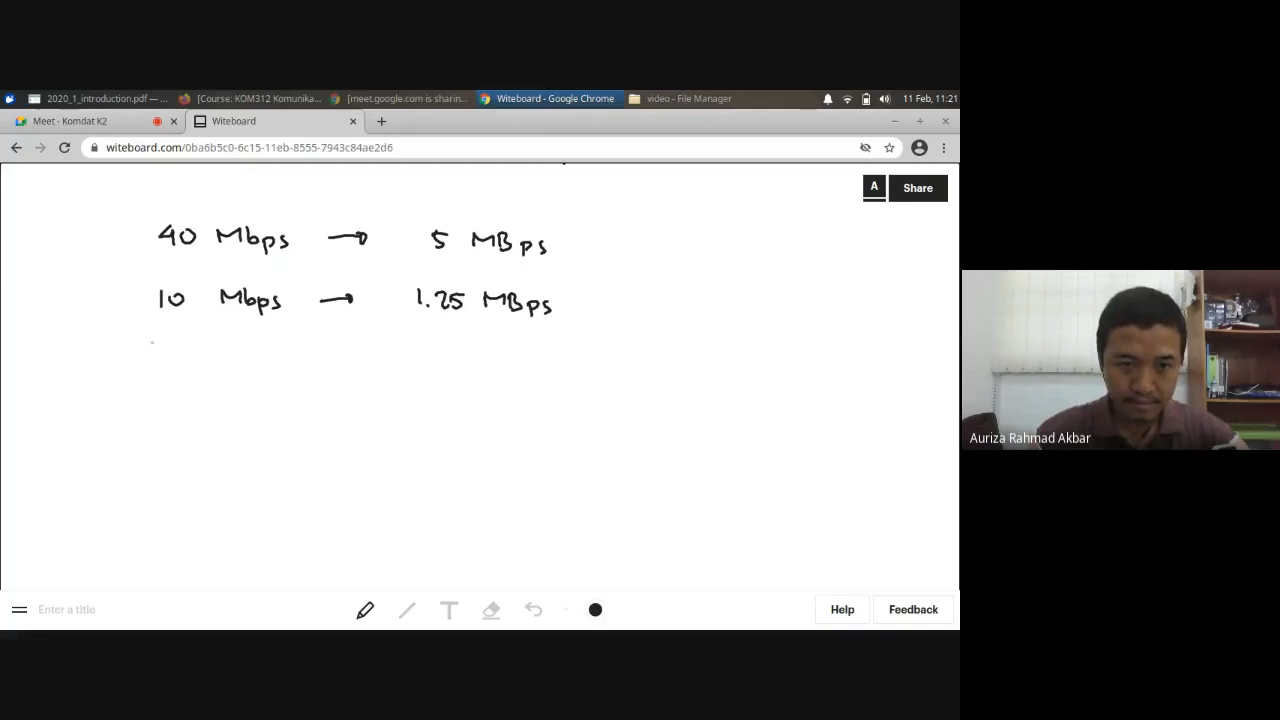 2020_1_introduction.pdf — ... [Course: KOM312 Komunika... [meet.google.com is sharin... Witeboard - Google Chrome video - File Manager 11 Feb, 11:21
Meet - Komdat K2 Witeboard
witeboard.com/0ba6b5c0-6c15-11eb-8555-7943c84ae2d6
A Share
40 Mbps → 5 MBps
10 Mbps → 1.25 MBps
Auriza Rahmad Akbar
Enter a title T Help Feedback